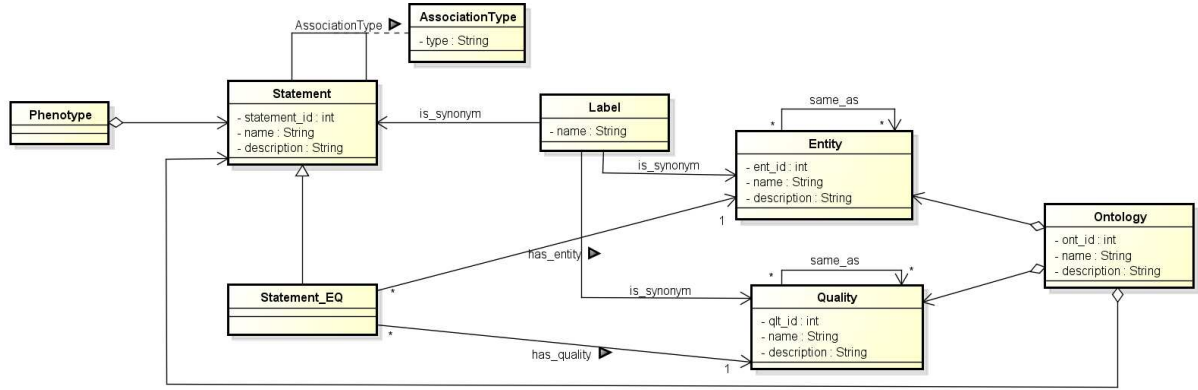 AssociationType
AssociationType
- type : String
Statement
- statement_id : int
- name : String
- description : String
Phenotype
is_synonym
Label
- name : String
same_as
*
*
Entity
- ent_id : int
- name : String
- description : String
is_synonym
1
Ontology
- ont_id : int
- name : String
- description : String
has_entity
*
same_as
*
*
Statement_EQ
is_synonym
Quality
- qlt_id : int
- name : String
- description : String
*
has_quality
1